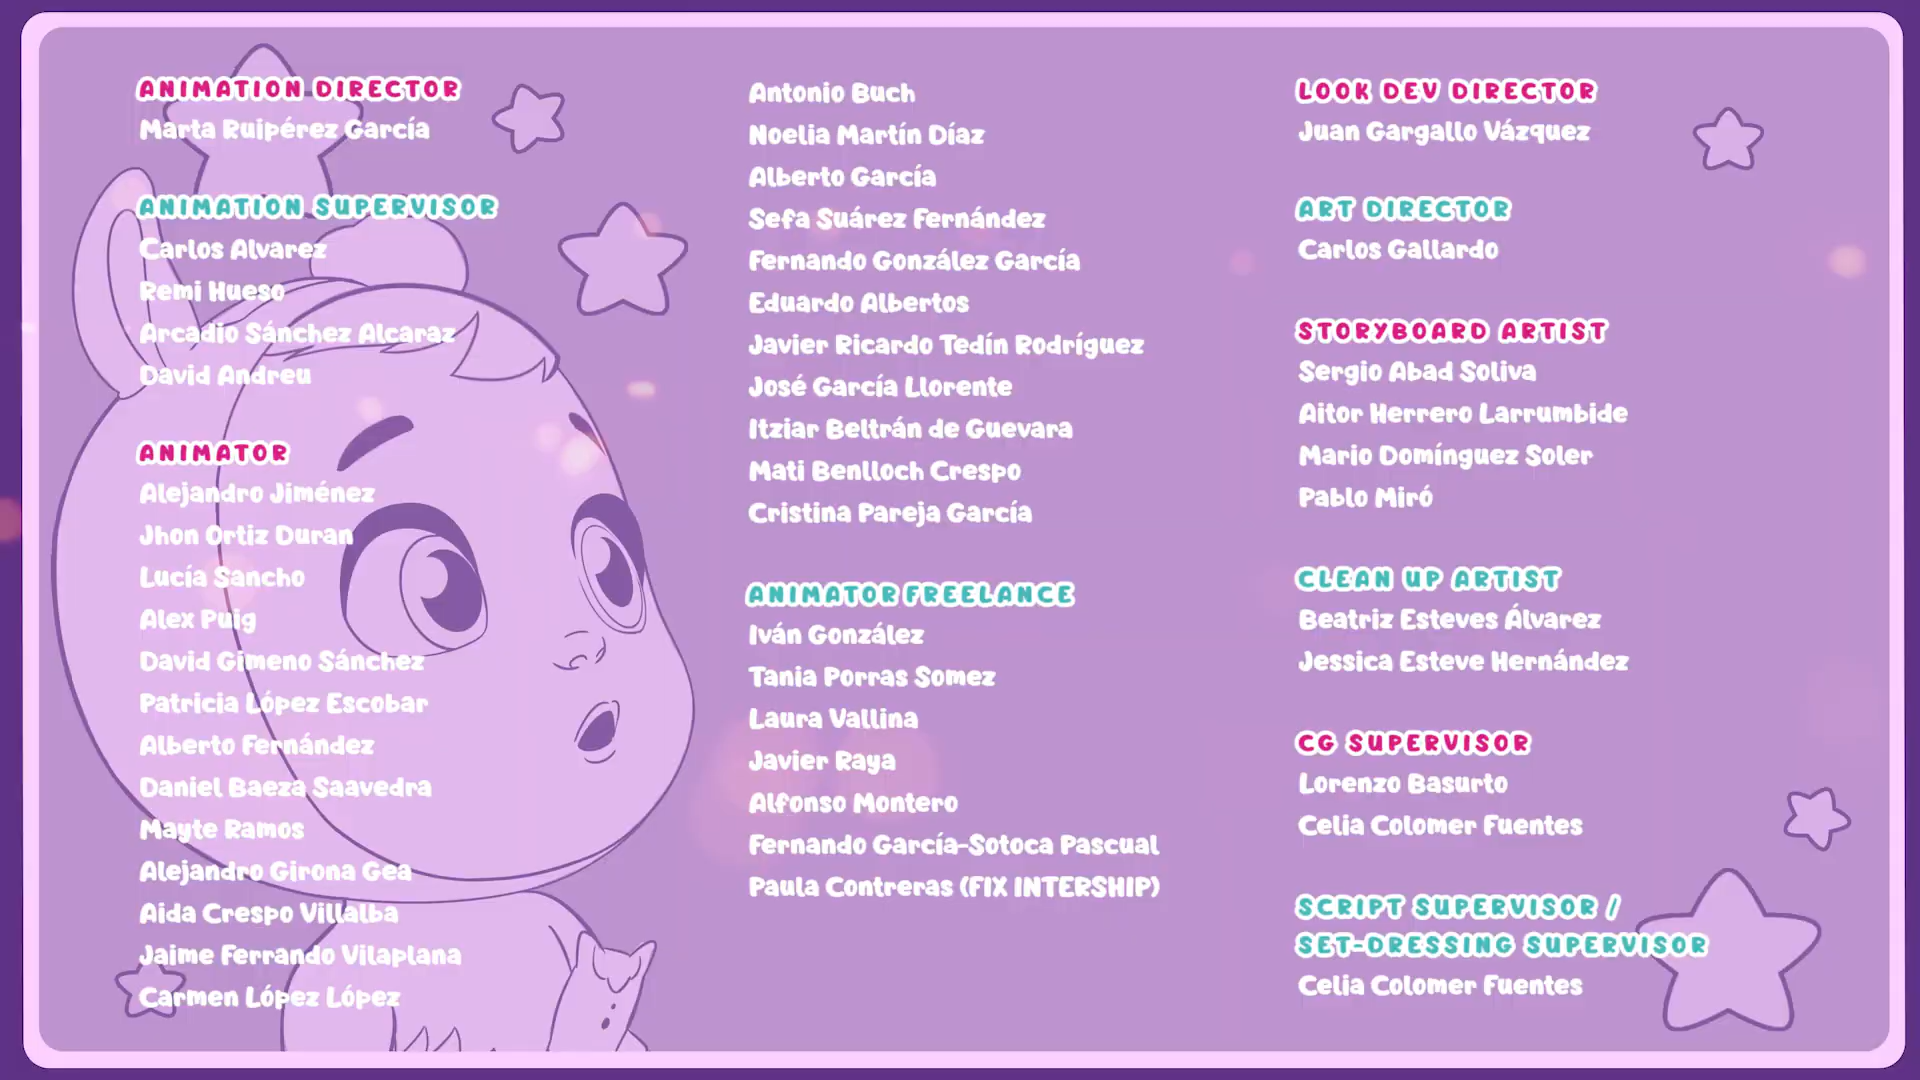 ANIMATION DIRECTOR
Marta Ruipérez García
ANIMATION SUPERVISOR
Carlos Alvarez
Remi Hueso
Arcadio Sánchez Alcaraz
David Andreu
ANIMATOR
Alejandro Jiménez
Jhon Ortiz Duran
Lucía Sancho
Alex Puig
David Gimeno Sánchez
Patricia López Escobar
Alberto Fernández
Daniel Baeza Saavedra
Mayte Ramos
Alejandro Girona Gea
Aida Crespo Villalba
Jaime Ferrando Vilaplana
Carmen López López
Antonio Buch
Noelia Martín Díaz
Alberto García
Sefa Suárez Fernández
Fernando González García
Eduardo Albertos
Javier Ricardo Tedín Rodríguez
José García Llorente
Itziar Beltrán de Guevara
Mati Benlloch Crespo
Cristina Pareja García
ANIMATOR FREELANCE
Iván González
Tania Porras Somez
Laura Vallina
Javier Raya
Alfonso Montero
Fernando García-Sotoca Pascual
Paula Contreras (FIX INTERSHIP)
LOOK DEV DIRECTOR
Juan Gargallo Vázquez
ART DIRECTOR
Carlos Gallardo
STORYBOARD ARTIST
Sergio Abad Soliva
Aitor Herrero Larrumbide
Mario Domínguez Soler
Pablo Miró
CLEAN UP ARTIST
Beatriz Esteves Álvarez
Jessica Esteve Hernández
CG SUPERVISOR
Lorenzo Basurto
Celia Colomer Fuentes
SCRIPT SUPERVISOR /
SET-DRESSING SUPERVISOR
Celia Colomer Fuentes